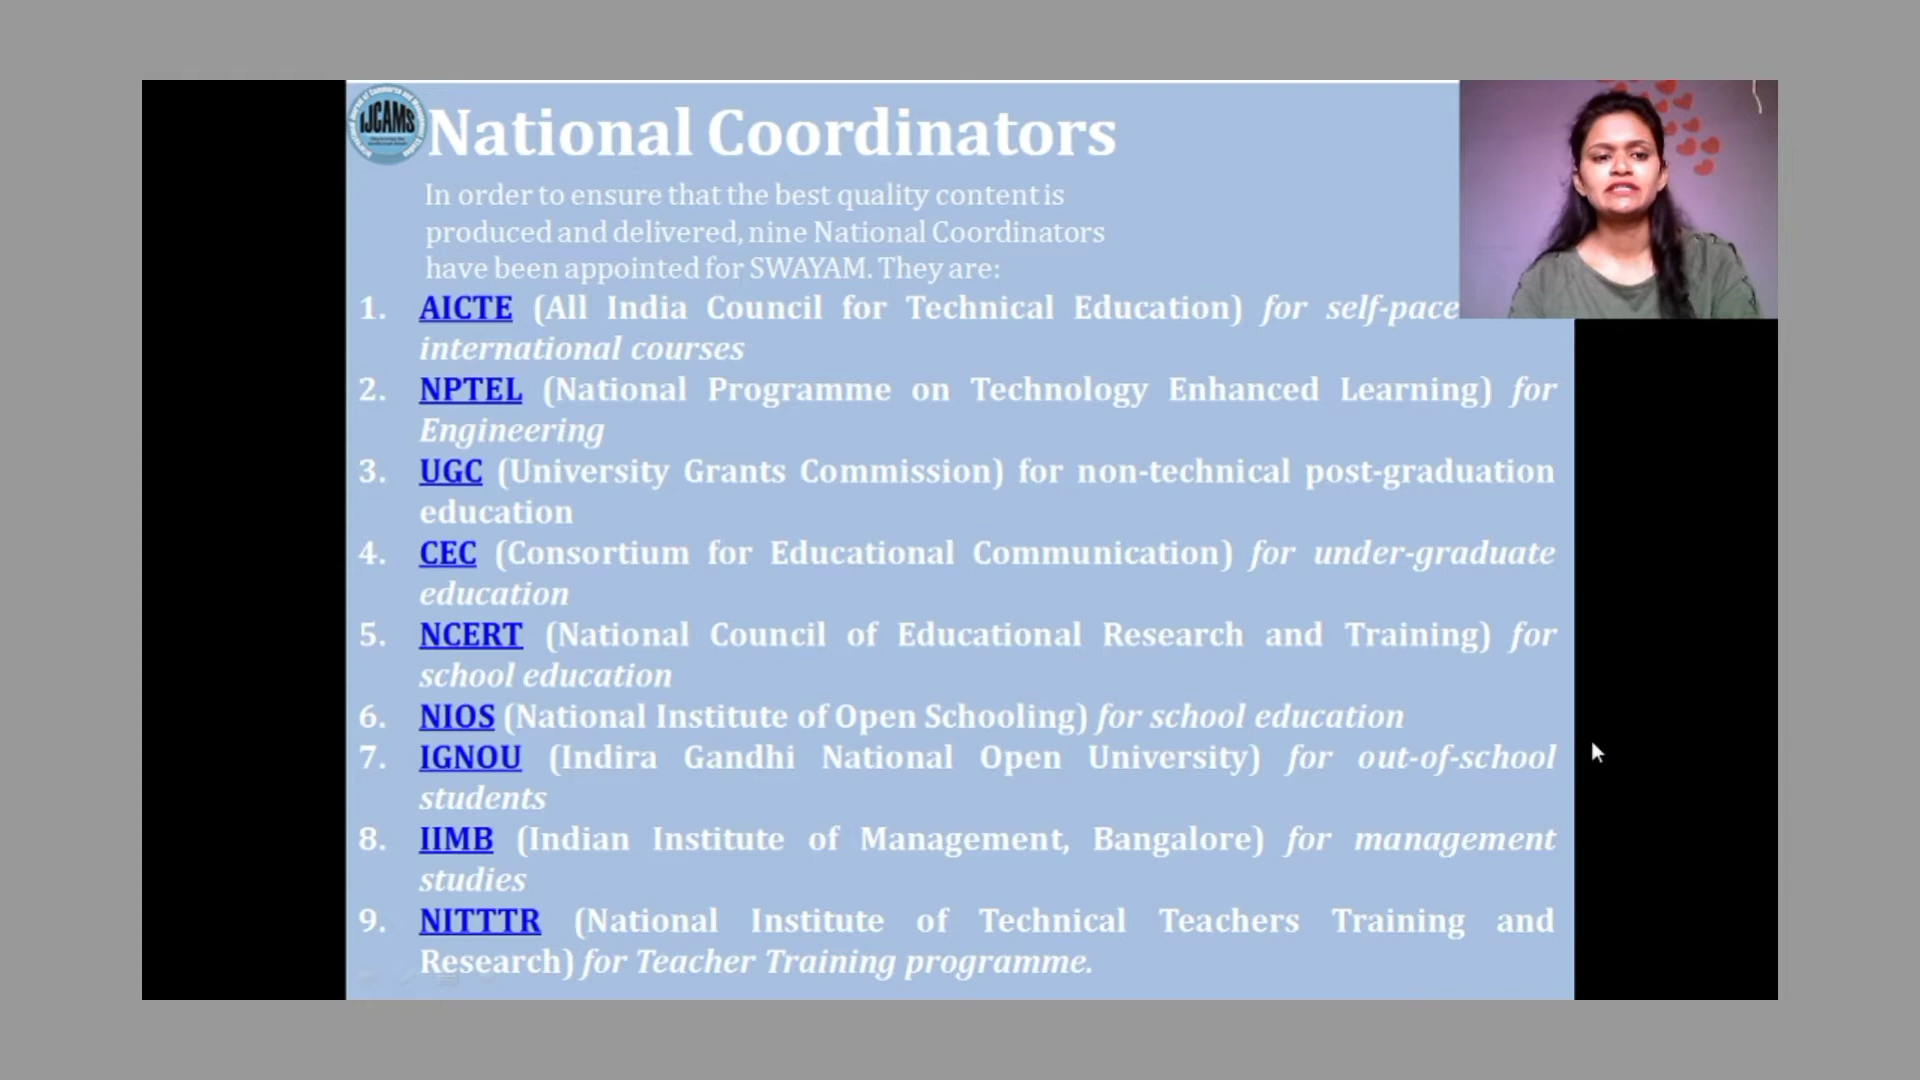 IJCAMS
National Coordinators
In order to ensure that the best quality content is
produced and delivered, nine National Coordinators
have been appointed for SWAYAM. They are:
1. AICTE (All India Council for Technical Education) for self-pace
international courses
2. NPTEL (National Programme on Technology Enhanced Learning) for
Engineering
3. UGC (University Grants Commission) for non-technical post-graduation
education
4. CEC (Consortium for Educational Communication) for under-graduate
education
5. NCERT (National Council of Educational Research and Training) for
school education
6. NIOS (National Institute of Open Schooling) for school education
7. IGNOU (Indira Gandhi National Open University) for out-of-school
students
8. IIMB (Indian Institute of Management, Bangalore) for management
studies
9. NITTTR (National Institute of Technical Teachers Training and
Research) for Teacher Training programme.